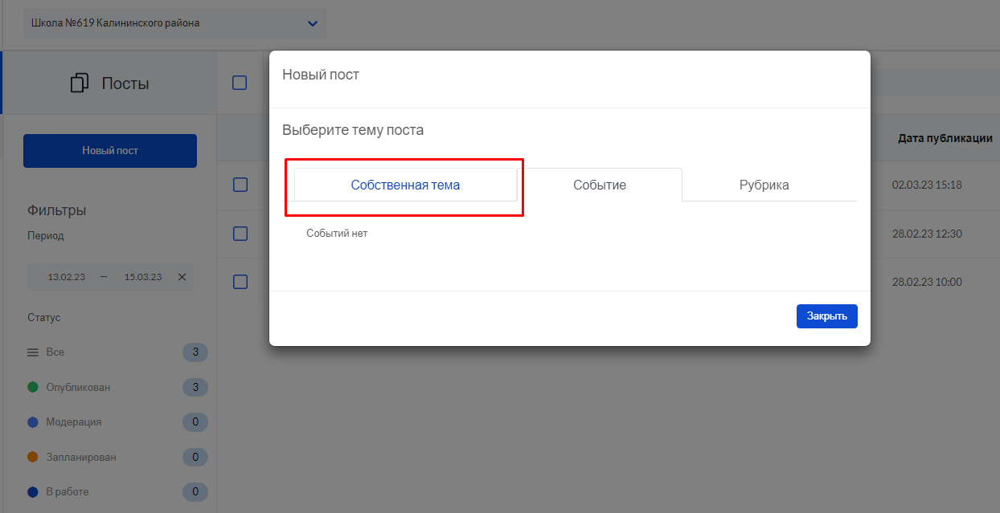 Школа №619 Калининского района
Посты
Новый пост
Фильтры
Период
13.02.23 — 15.03.23
Статус
Все 3
Опубликован 3
Модерация 0
Запланирован 0
В работе 0
Новый пост
Выберите тему поста
Собственная тема Событие Рубрика
Событий нет
Закрыть
Дата публикации
02.03.23 15:18
28.02.23 12:30
28.02.23 10:00